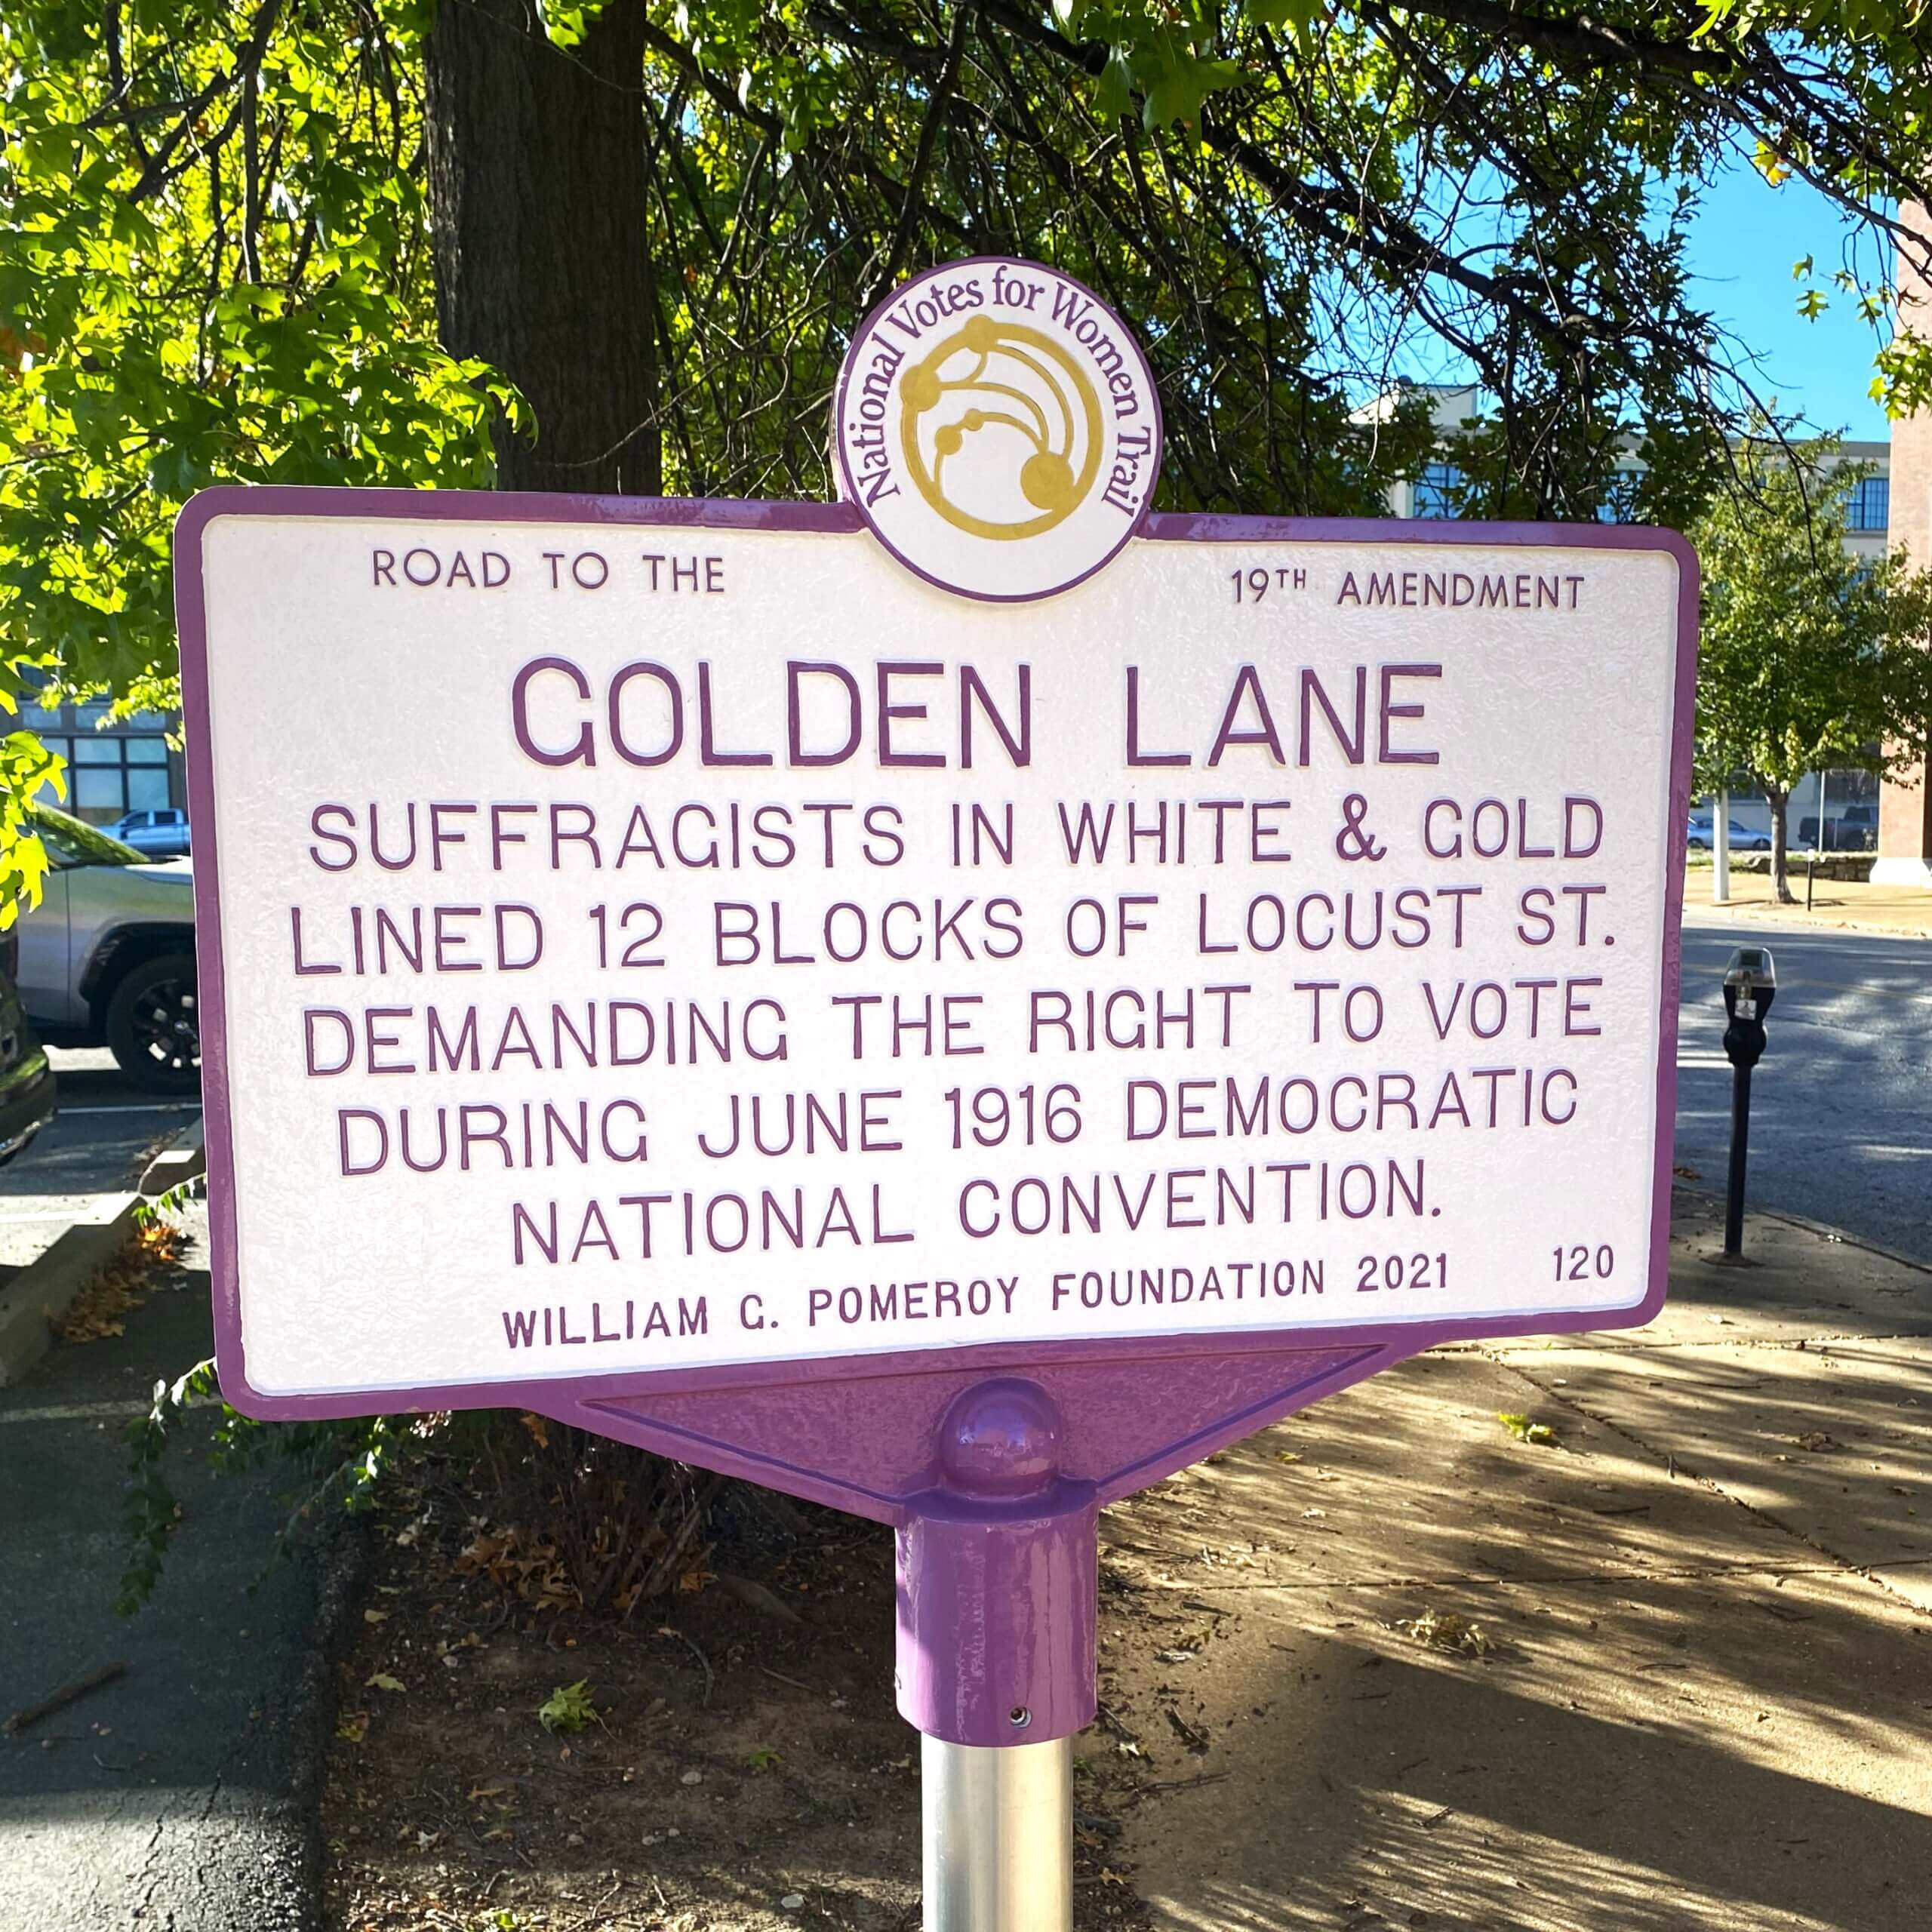 National Votes for Women Trail
ROAD TO THE 19TH AMENDMENT
GOLDEN LANE
SUFFRAGISTS IN WHITE & GOLD
LINED 12 BLOCKS OF LOCUST ST.
DEMANDING THE RIGHT TO VOTE
DURING JUNE 1916 DEMOCRATIC
NATIONAL CONVENTION.
WILLIAM G. POMEROY FOUNDATION 2021 120